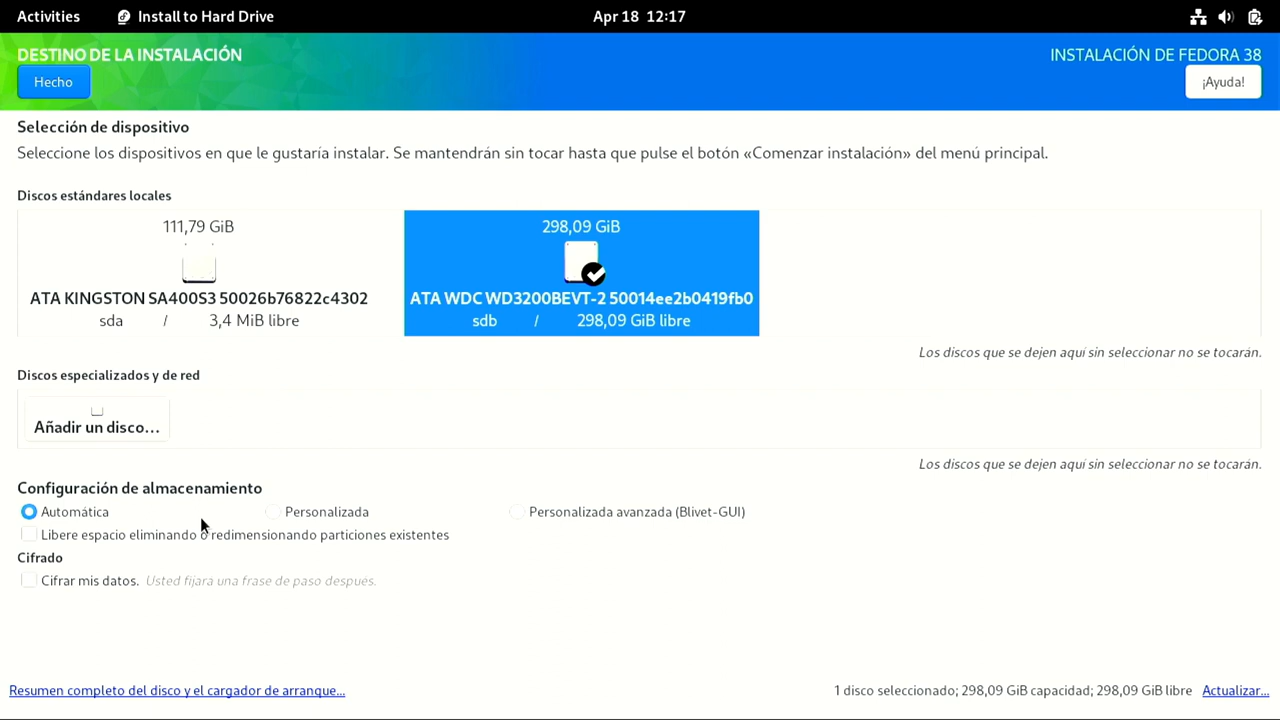 Activities Install to Hard Drive Apr 18 12:17
DESTINO DE LA INSTALACIÓN INSTALACIÓN DE FEDORA 38
Hecho ¡Ayuda!
Selección de dispositivo
Seleccione los dispositivos en que le gustaría instalar. Se mantendrán sin tocar hasta que pulse el botón «Comenzar instalación» del menú principal.
Discos estándares locales
111,79 GiB
ATA KINGSTON SA400S3 50026b76822c4302
sda / 3,4 MiB libre
298,09 GiB
ATA WDC WD3200BEVT-2 50014ee2b0419fb0
sdb / 298,09 GiB libre
Los discos que se dejen aquí sin seleccionar no se tocarán.
Discos especializados y de red
Añadir un disco...
Los discos que se dejen aquí sin seleccionar no se tocarán.
Configuración de almacenamiento
Automática Personalizada Personalizada avanzada (Blivet-GUI)
Libere espacio eliminando o redimensionando particiones existentes
Cifrado
Cifrar mis datos. Usted fijara una frase de paso después.
Resumen completo del disco y el cargador de arranque... 1 disco seleccionado; 298,09 GiB capacidad; 298,09 GiB libre Actualizar...